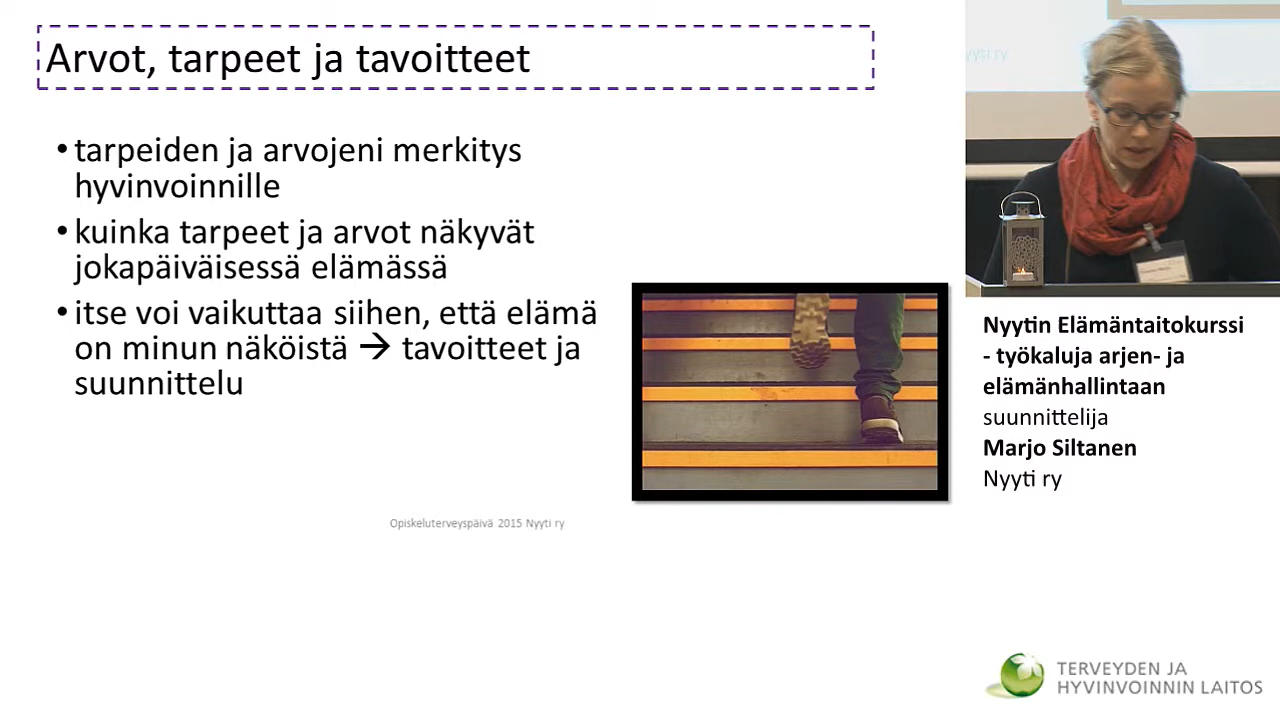 Arvot, tarpeet ja tavoitteet
• tarpeiden ja arvojeni merkitys
hyvinvoinnille
• kuinka tarpeet ja arvot näkyvät
jokapäiväisessä elämässä
• itse voi vaikuttaa siihen, että elämä
on minun näköistä → tavoitteet ja
suunnittelu
Opiskeluterveyspäivä 2015 Nyyti ry
yyti ry
Nyytin Elämäntaitokurssi
- työkaluja arjen- ja
elämänhallintaan
suunnittelija
Marjo Siltanen
Nyyti ry
TERVEYDEN JA
HYVINVOINNIN LAITOS